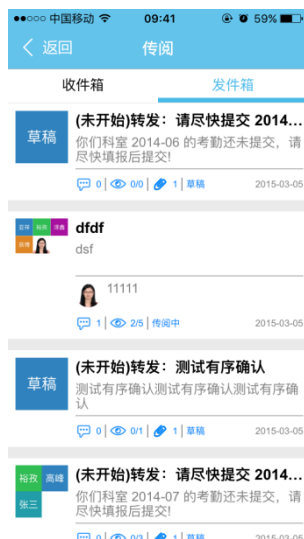 中国移动 09:41 59%
返回 传阅
收件箱 发件箱
草稿
(未开始)转发：请尽快提交 2014...
你们科室 2014-06 的考勤还未提交，请
尽快填报后提交!
0 | 0/0 | 1 | 草稿 2015-03-05
裕孜
dfdf
dsf
11111
1 | 2/5 | 传阅中 2015-03-05
草稿
(未开始)转发：测试有序确认
测试有序确认测试有序确认测试有序确
认
0 | 0/1 | 1 | 草稿 2015-03-05
裕孜 高峰
张三
(未开始)转发：请尽快提交 2014...
你们科室 2014-07 的考勤还未提交，请
尽快填报后提交!
0 | 0/3 | 1 | 草稿 2015-03-05